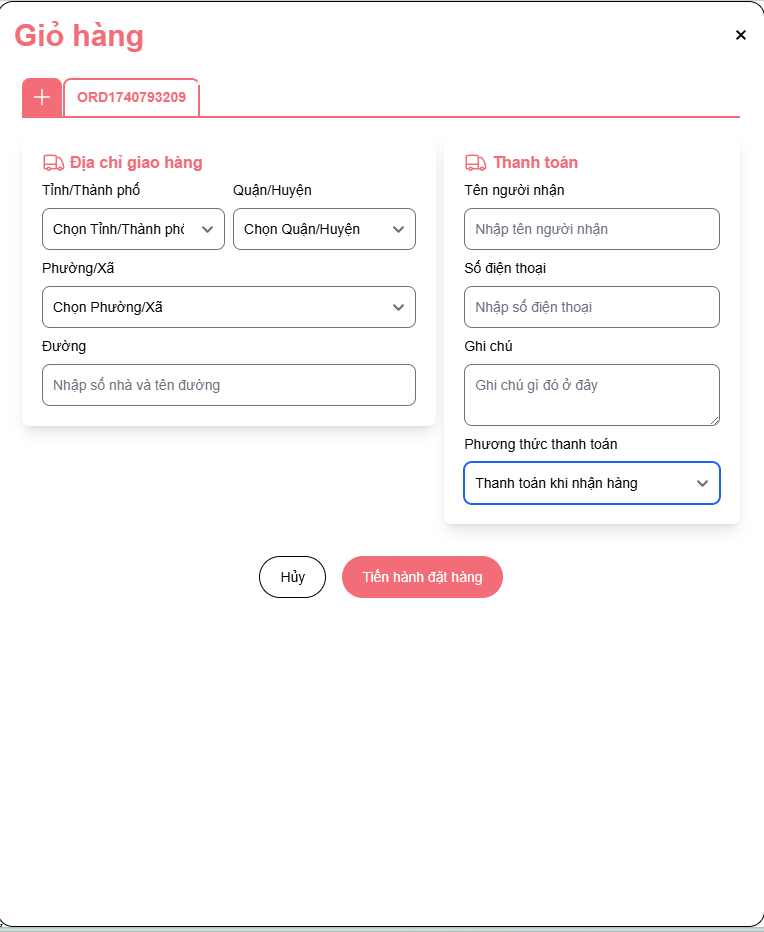 Giỏ hàng
ORD1740793209
Địa chỉ giao hàng
Tỉnh/Thành phố
Quận/Huyện
Chọn Tỉnh/Thành phố
Chọn Quận/Huyện
Phường/Xã
Chọn Phường/Xã
Đường
Nhập số nhà và tên đường
Thanh toán
Tên người nhận
Nhập tên người nhận
Số điện thoại
Nhập số điện thoại
Ghi chú
Ghi chú gì đó ở đây
Phương thức thanh toán
Thanh toán khi nhận hàng
Hủy
Tiến hành đặt hàng